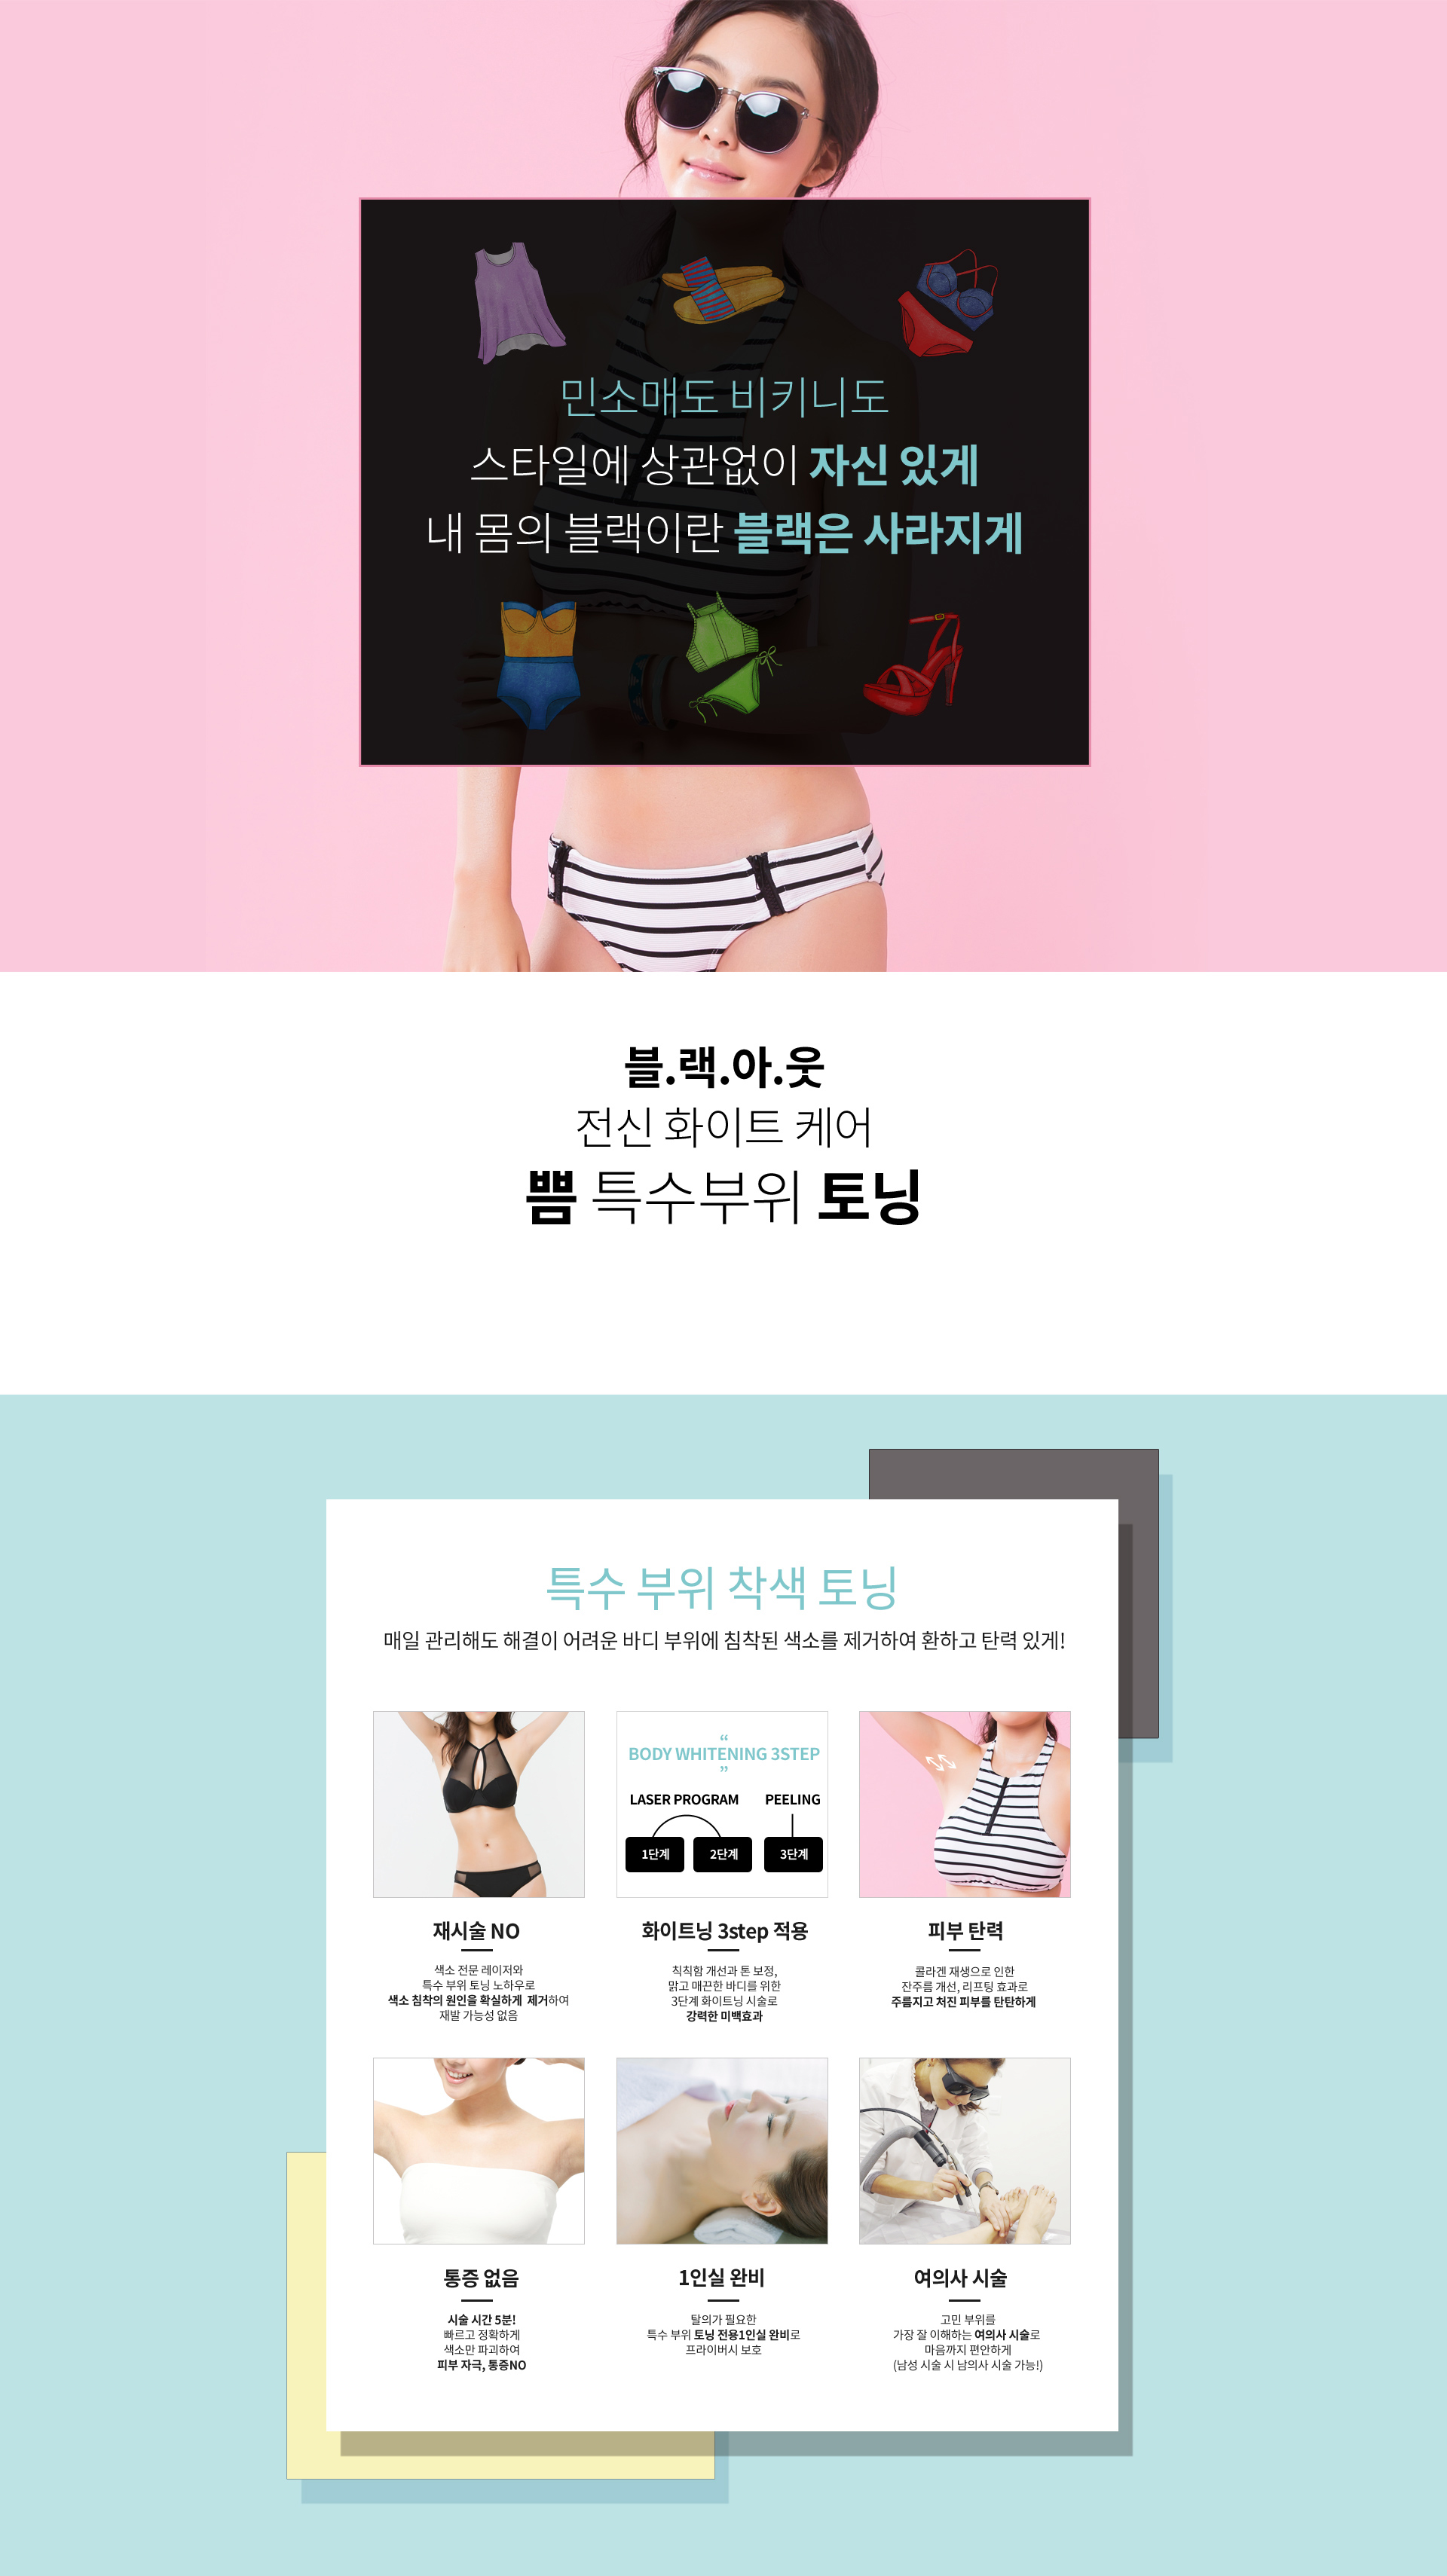 민소매도 비키니도
스타일에 상관없이 자신 있게
내 몸의 블랙이란 블랙은 사라지게
블.랙.아.웃
전신 화이트 케어
쁨 특수부위 토닝
특수 부위 착색 토닝
매일 관리해도 해결이 어려운 바디 부위에 침착된 색소를 제거하여 환하고 탄력 있게!
“
BODY WHITENING 3STEP
”
LASER PROGRAM PEELING
1단계 2단계 3단계
재시술 NO
색소 전문 레이저와
특수 부위 토닝 노하우로
색소 침착의 원인을 확실하게 제거하여
재발 가능성 없음
화이트닝 3step 적용
칙칙함 개선과 톤 보정,
맑고 매끈한 바디를 위한
3단계 화이트닝 시술로
강력한 미백효과
피부 탄력
콜라겐 재생으로 인한
잔주름 개선, 리프팅 효과로
주름지고 처진 피부를 탄탄하게
통증 없음
시술 시간 5분!
빠르고 정확하게
색소만 파괴하여
피부 자극, 통증NO
1인실 완비
탈의가 필요한
특수 부위 토닝 전용1인실 완비로
프라이버시 보호
여의사 시술
고민 부위를
가장 잘 이해하는 여의사 시술로
마음까지 편안하게
(남성 시술 시 남의사 시술 가능!)